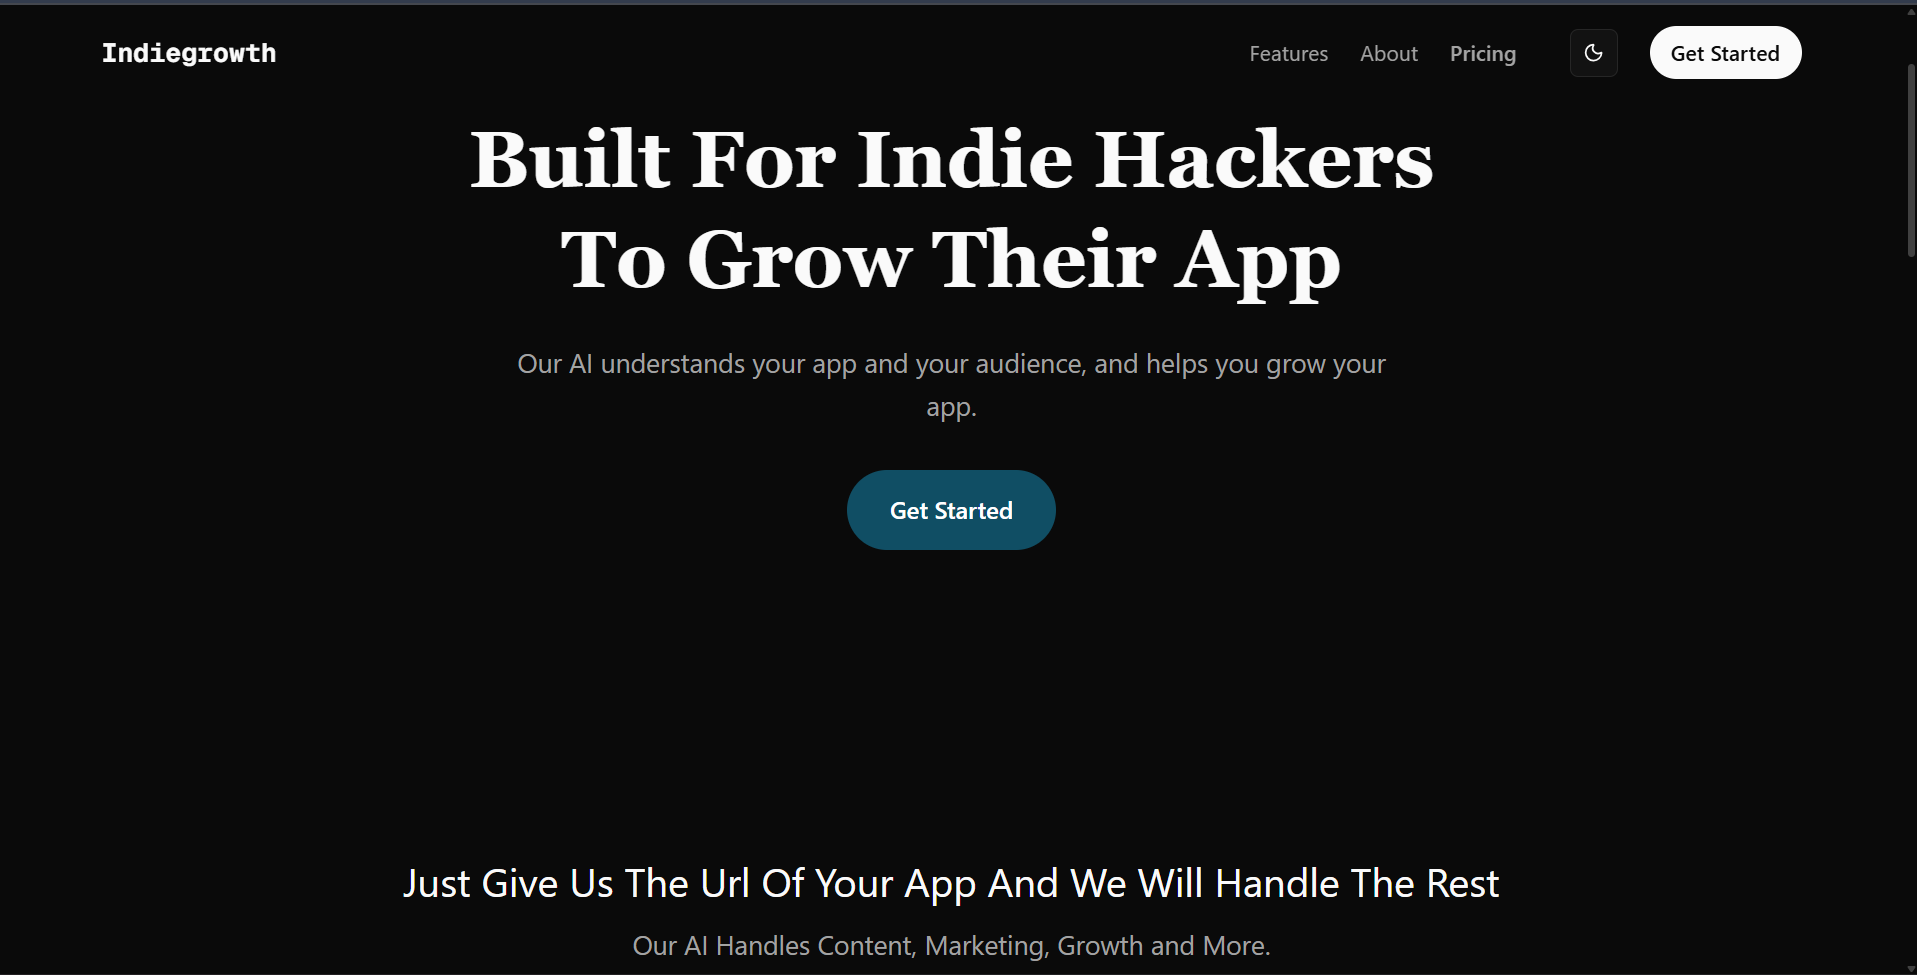 Indiegrowth
Features
About
Pricing
Get Started
Built For Indie Hackers
To Grow Their App
Our AI understands your app and your audience, and helps you grow your
app.
Get Started
Just Give Us The Url Of Your App And We Will Handle The Rest
Our AI Handles Content, Marketing, Growth and More.